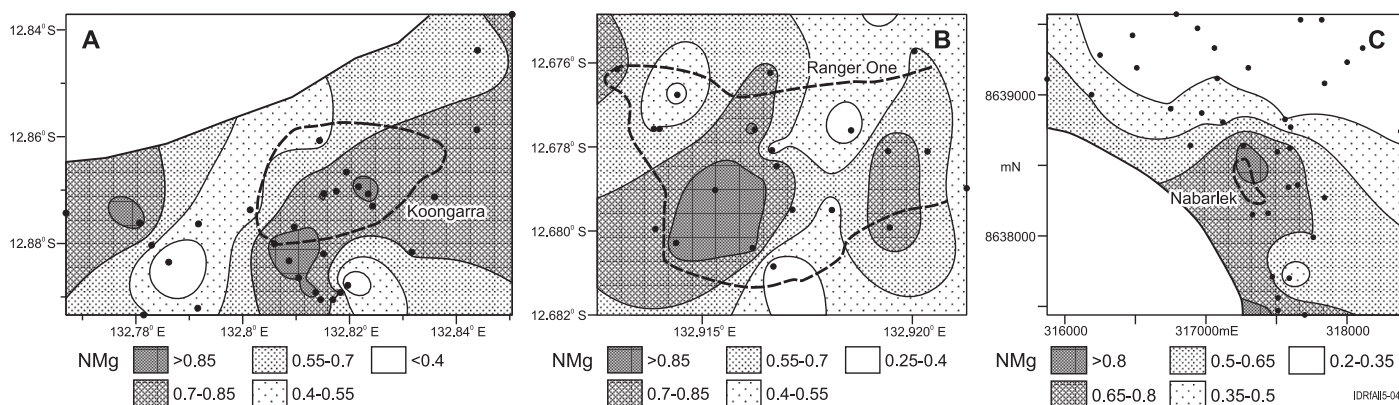 A
12.84° S
12.86° S
12.88° S
Koongarra
132.78° E
132.8° E
132.82° E
132.84° E
NMg
>0.85
0.55-0.7
<0.4
0.7-0.85
0.4-0.55
B
12.676° S
12.678° S
12.680° S
12.682° S
Ranger One
132.915° E
132.920° E
NMg
>0.85
0.55-0.7
0.25-0.4
0.7-0.85
0.4-0.55
C
8639000
mN
8638000
Nabarlek
316000
317000mE
318000
NMg
>0.8
0.5-0.65
0.2-0.35
0.65-0.8
0.35-0.5